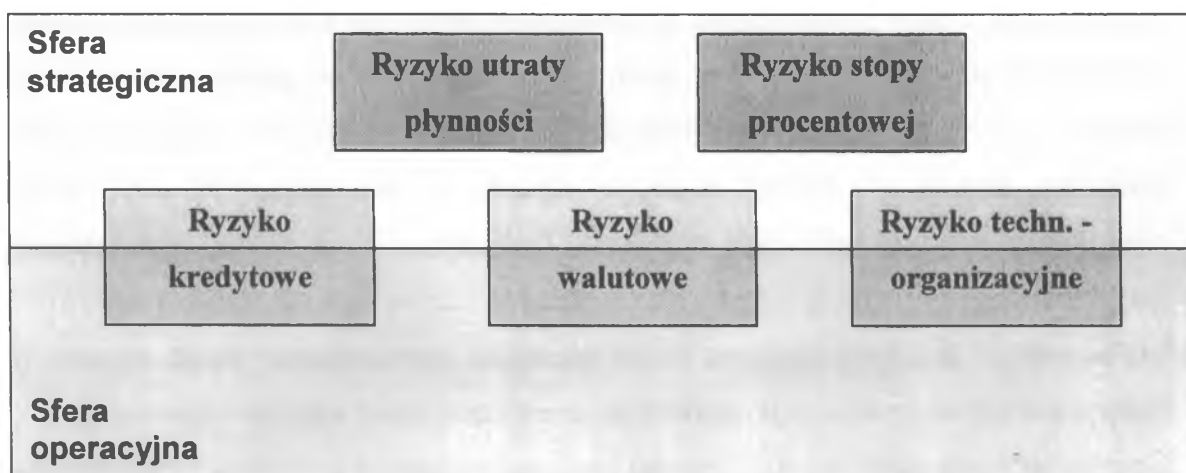 Sfera
strategiczna
Ryzyko utraty
płynności
Ryzyko stopy
procentowej
Ryzyko
kredytowe
Ryzyko
walutowe
Ryzyko techn. -
organizacyjne
Sfera
operacyjna